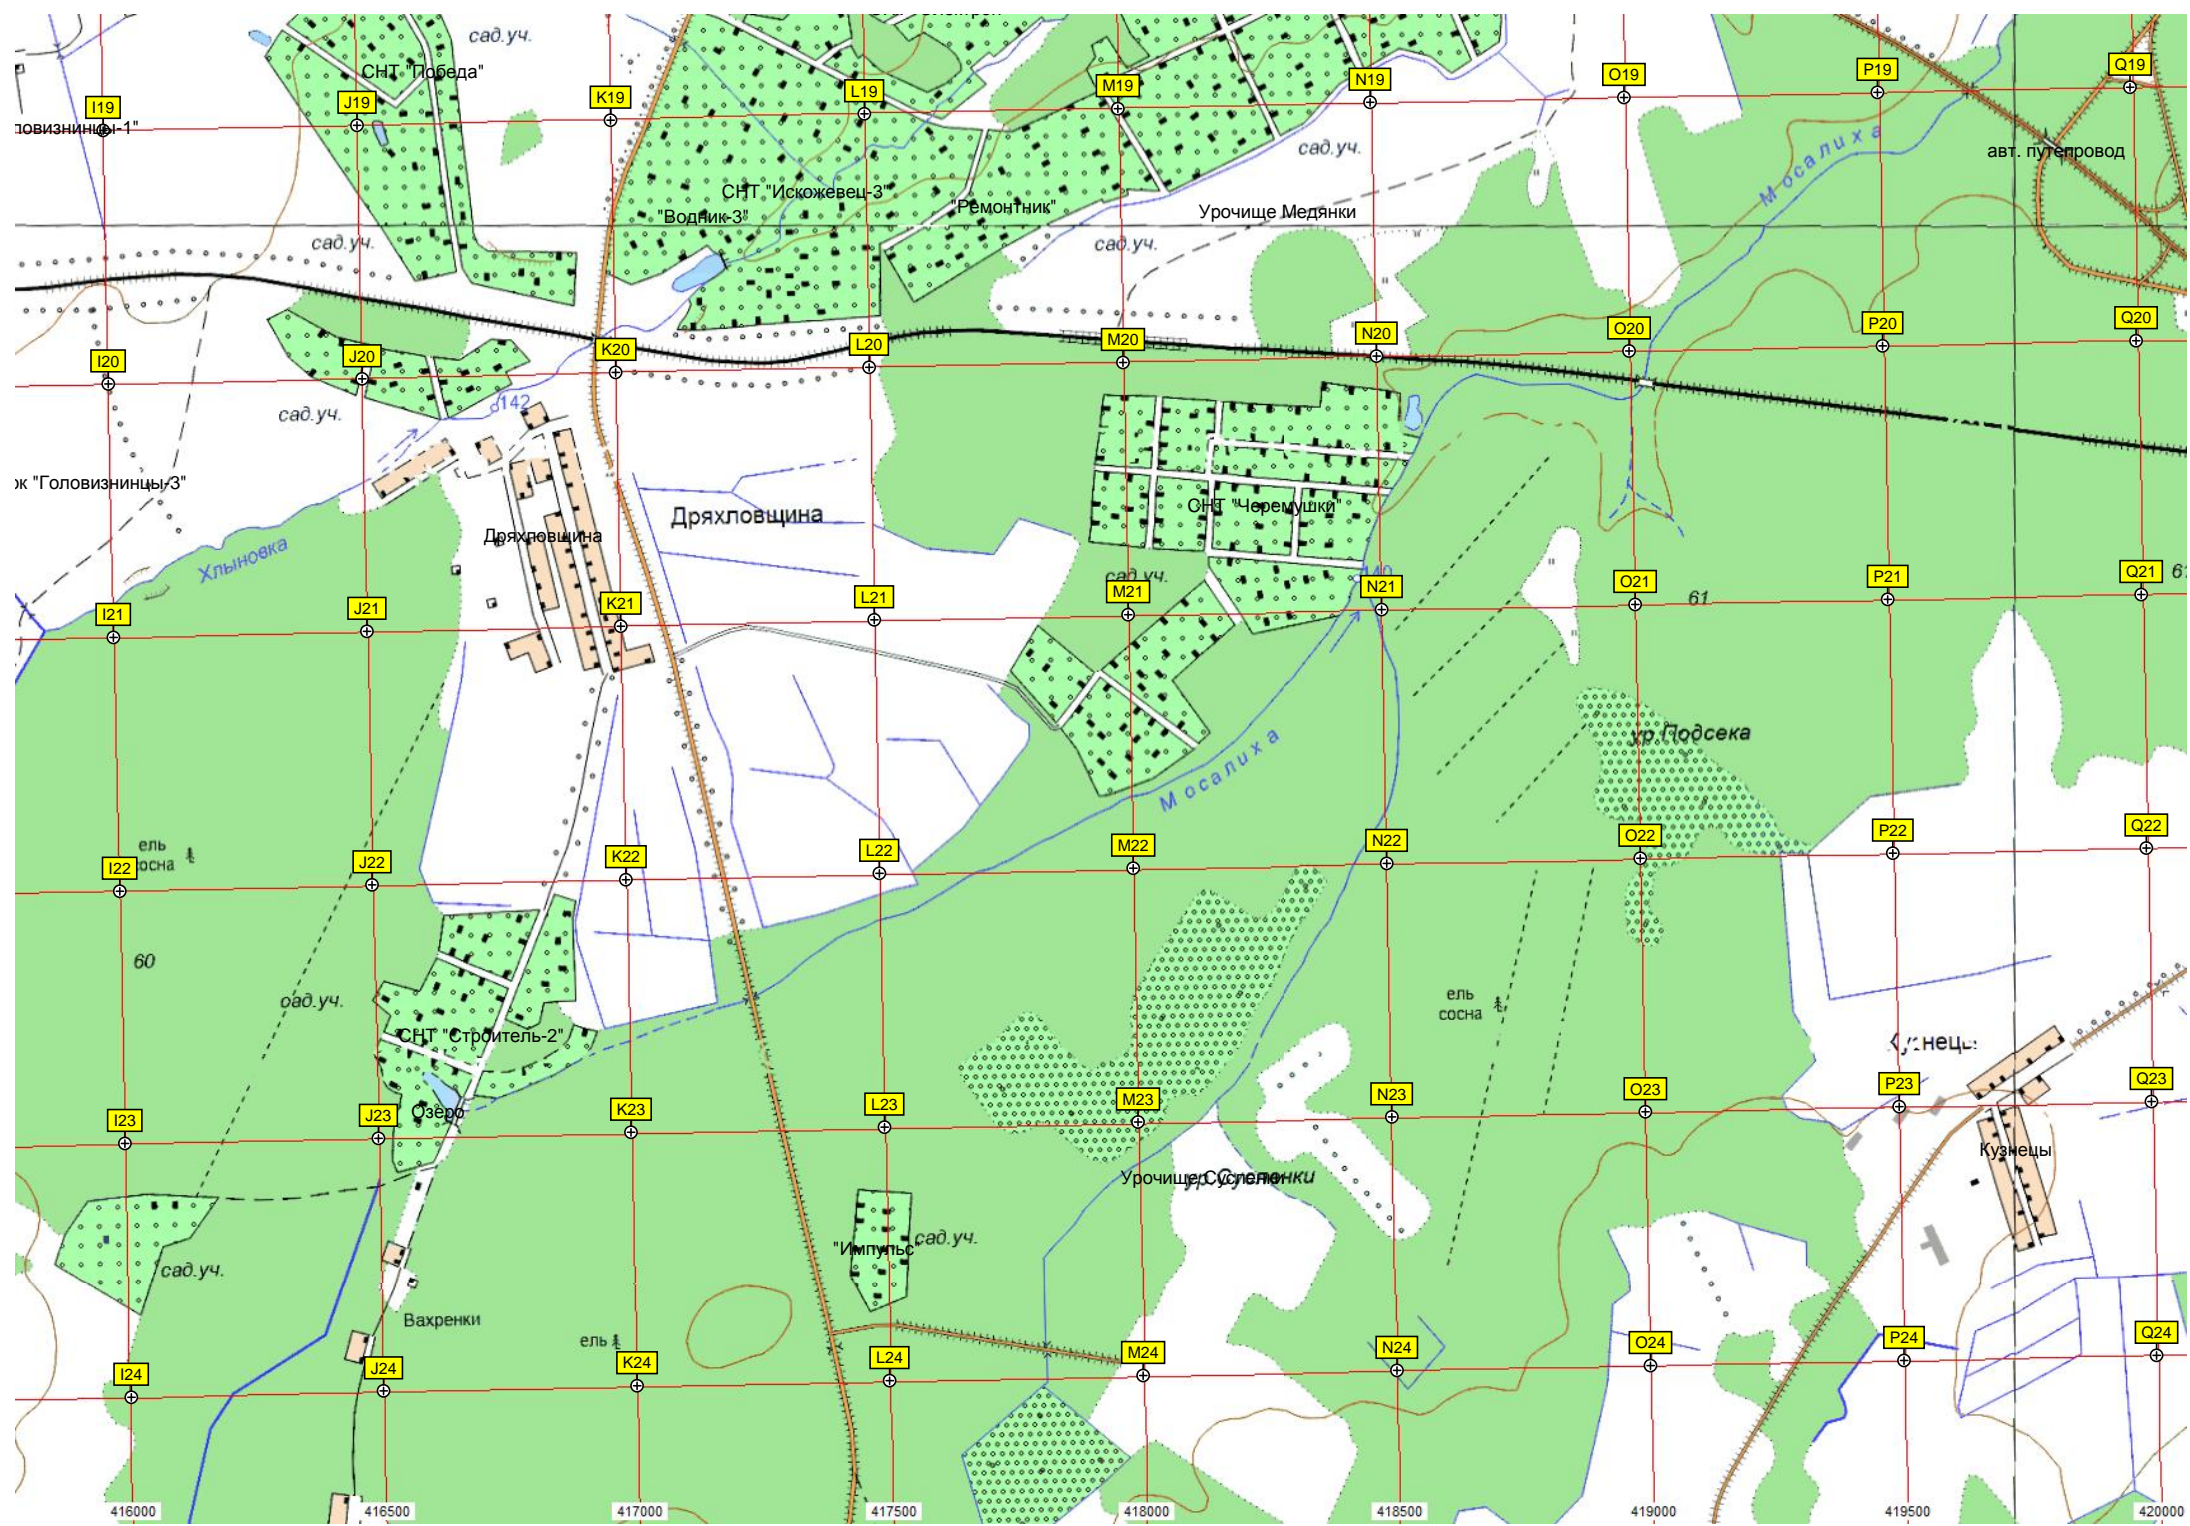 сад.уч.
СНТ "Победа"
I19
J19
K19
L19
M19
N19
O19
P19
Q19
сад.уч.
Мосалиха
авт. путепровод
СНТ "Искожевец-3"
"Водник-3"
"Ремонтник"
Урочище Медянки
сад.уч.
сад.уч.
I20
J20
K20
L20
M20
N20
O20
P20
Q20
142
сад.уч.
"Головизнинцы-3"
СНТ "Черемушки"
Дряхловщина
Дряхловщина
Хлыновка
сад.уч.
I21
J21
K21
L21
M21
N21
O21
P21
Q21
61
ур.Подсека
Мосалиха
ель
I22
J22
K22
L22
M22
N22
O22
P22
Q22
60
сад.уч.
ель
сосна
СНТ "Строитель-2"
Озеро
I23
J23
K23
L23
M23
N23
O23
P23
Q23
Кузнецы
Урочище
"Импульс"
сад.уч.
сад.уч.
Вахренки
ель
I24
J24
K24
L24
M24
N24
O24
P24
Q24
416000
416500
417000
417500
418000
418500
419000
419500
420000